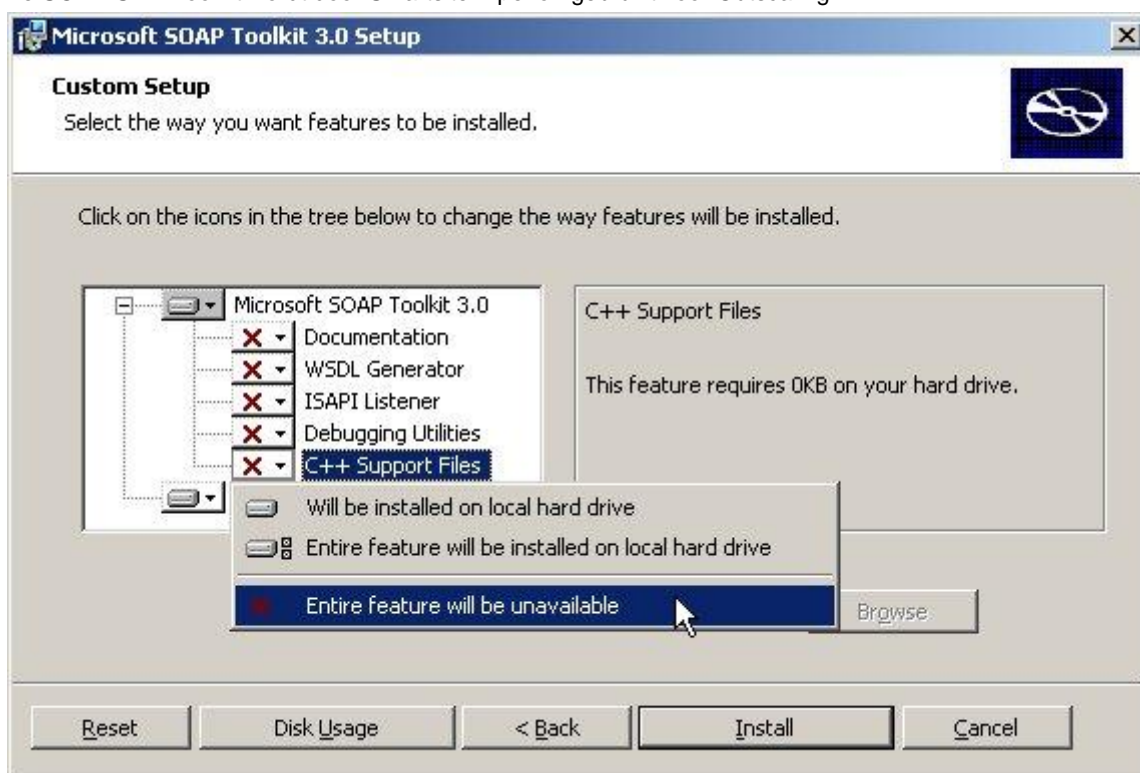 Microsoft SOAP Toolkit 3.0 Setup
Custom Setup
Select the way you want features to be installed.
Click on the icons in the tree below to change the way features will be installed.
Microsoft SOAP Toolkit 3.0
Documentation
WSDL Generator
ISAPI Listener
Debugging Utilities
C++ Support Files
C++ Support Files
This feature requires 0KB on your hard drive.
Will be installed on local hard drive
Entire feature will be installed on local hard drive
Entire feature will be unavailable
Browse
Reset
Disk Usage
< Back
Install
Cancel